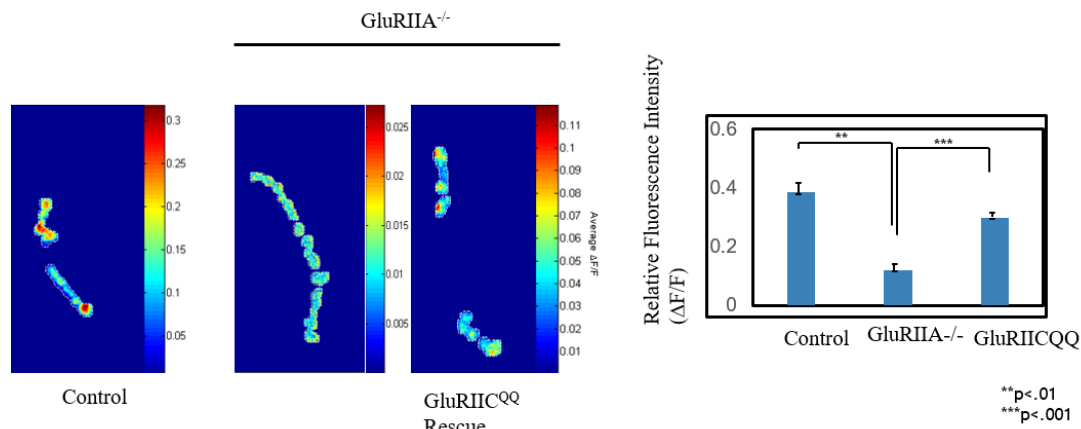 GluRIIA-/-
0.3
0.25
0.2
0.15
0.1
0.05
Control
0.025
0.02
0.015
0.01
0.005
0.11
0.1
0.09
0.08
0.07
0.06
0.05
0.04
0.03
0.02
0.01
Average ΔF/F
GluRIICQQ
Rescue
Relative Fluorescence Intensity
(ΔF/F)
0.6
0.4
0.2
0
**
***
Control
GluRIIA-/-
GluRIICQQ
**p<.01
***p<.001